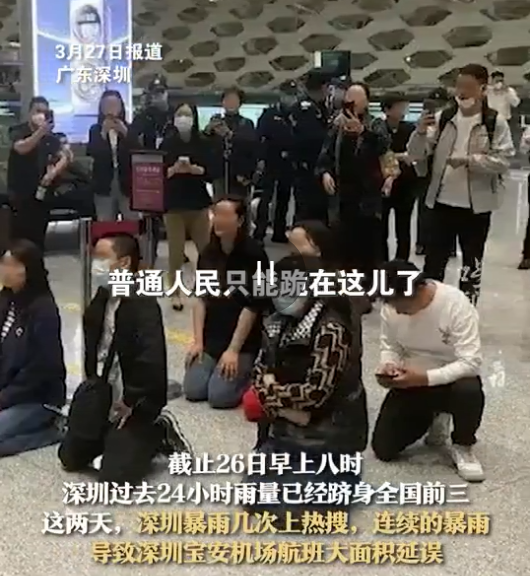 3月27日报道
广东深圳
普通人民,只能跪在这儿了
截止26日早上八时
深圳过去24小时雨量已经跻身全国前三
这两天，深圳暴雨几次上热搜，连续的暴雨
导致深圳宝安机场航班大面积延误